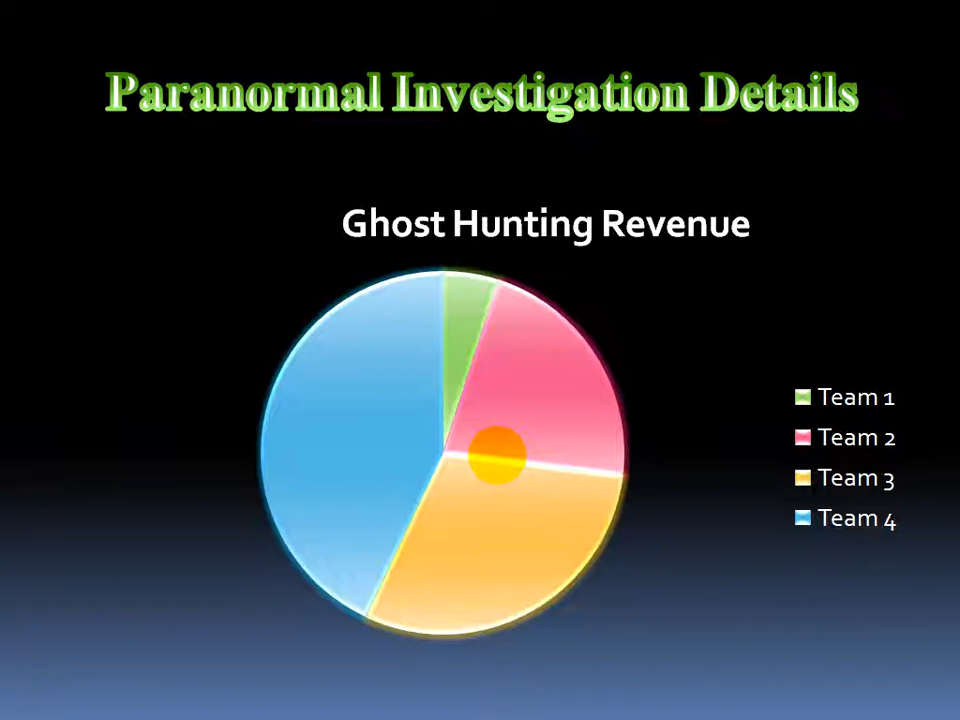 Paranormal Investigation Details
Ghost Hunting Revenue
Team 1
Team 2
Team 3
Team 4